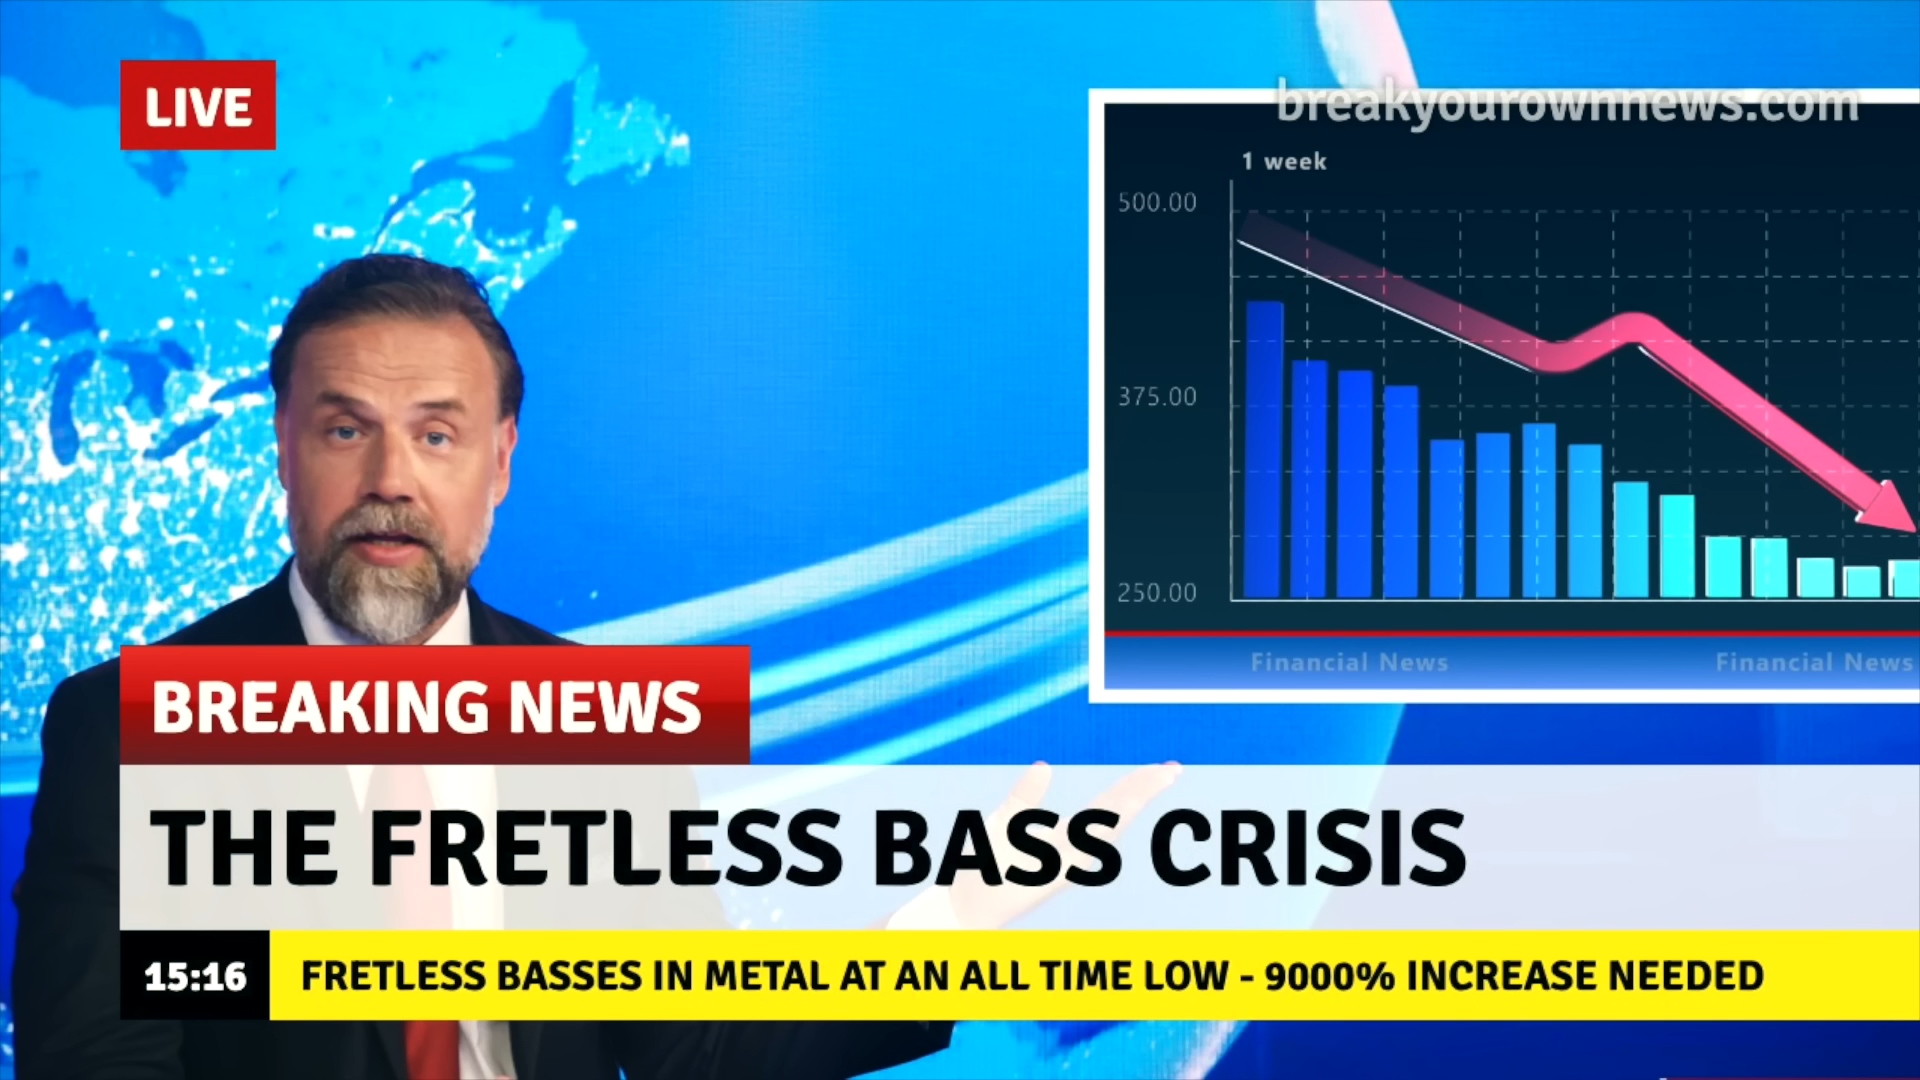 LIVE
breakyourownnews.com
1 week
500.00
375.00
250.00
Financial News
Financial News
BREAKING NEWS
THE FRETLESS BASS CRISIS
15:16
FRETLESS BASSES IN METAL AT AN ALL TIME LOW - 9000% INCREASE NEEDED